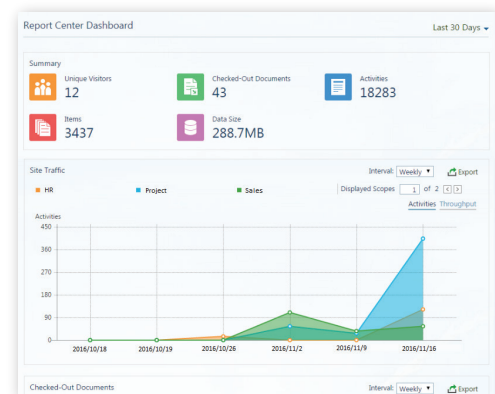 Report Center Dashboard
Last 30 Days
Summary
Unique Visitors
12
Checked-Out Documents
43
Activities
18283
Items
3437
Data Size
288.7MB
Site Traffic
Interval: Weekly
Export
HR
Project
Sales
Displayed Scopes 1 of 2 < >
Activities Throughput
Activities
450
360
270
180
90
0
2016/10/18 2016/10/19 2016/10/26 2016/11/2 2016/11/9 2016/11/16
Checked-Out Documents
Interval: Weekly
Export